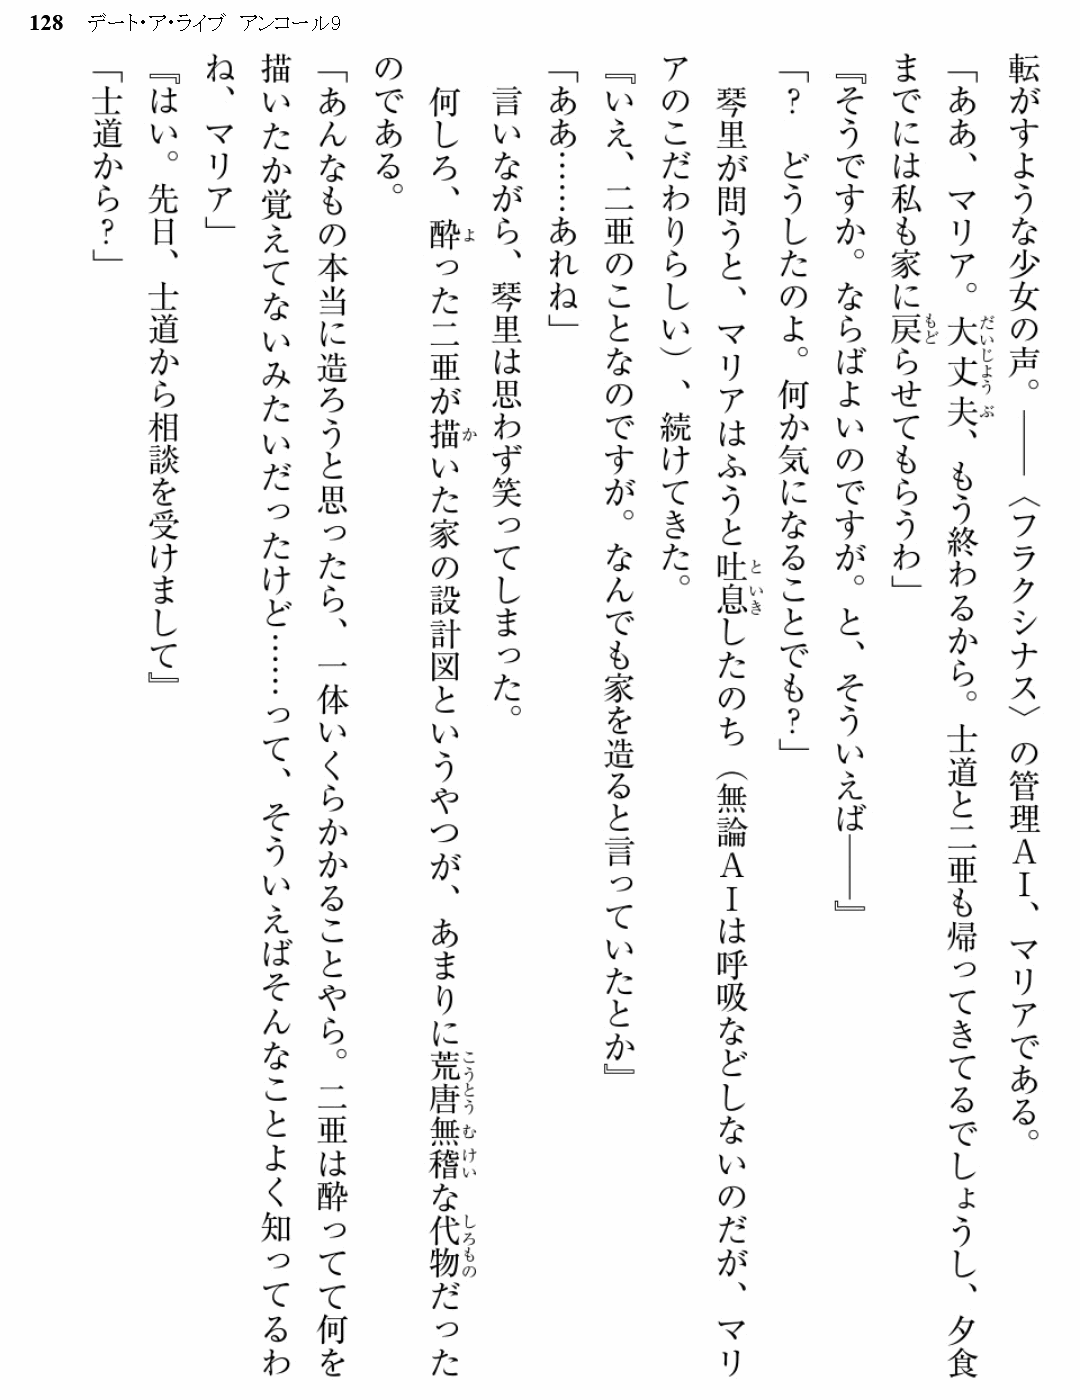 128 デート・ア・ライブ アンコール9
転がすような少女の声。――〈フラクシナス〉の管理AI、マリアである。
「ああ、マリア。大丈夫、もう終わるから。士道と二亜も帰ってきてるでしょうし、夕食
までには私も家に戻らせてもらうわ」
『そうですか。ならばよいのですが。と、そういえば――』
「? どうしたのよ。何か気になることでも?」
琴里が問うと、マリアはふうと吐息したのち（無論AIは呼吸などしないのだが、マリ
アのこだわりらしい）、続けてきた。
『いえ、二亜のことなのですが。なんでも家を造ると言っていたとか』
「ああ……あれね」
言いながら、琴里は思わず笑ってしまった。
何しろ、酔った二亜が描いた家の設計図というやつが、あまりに荒唐無稽な代物だった
のである。
「あんなもの本当に造ろうと思ったら、一体いくらかかることやら。二亜は酔ってて何を
描いたか覚えてないみたいだったけど……って、そういえばそんなことよく知ってるわ
ね、マリア」
『はい。先日、士道から相談を受けまして』
「士道から?」